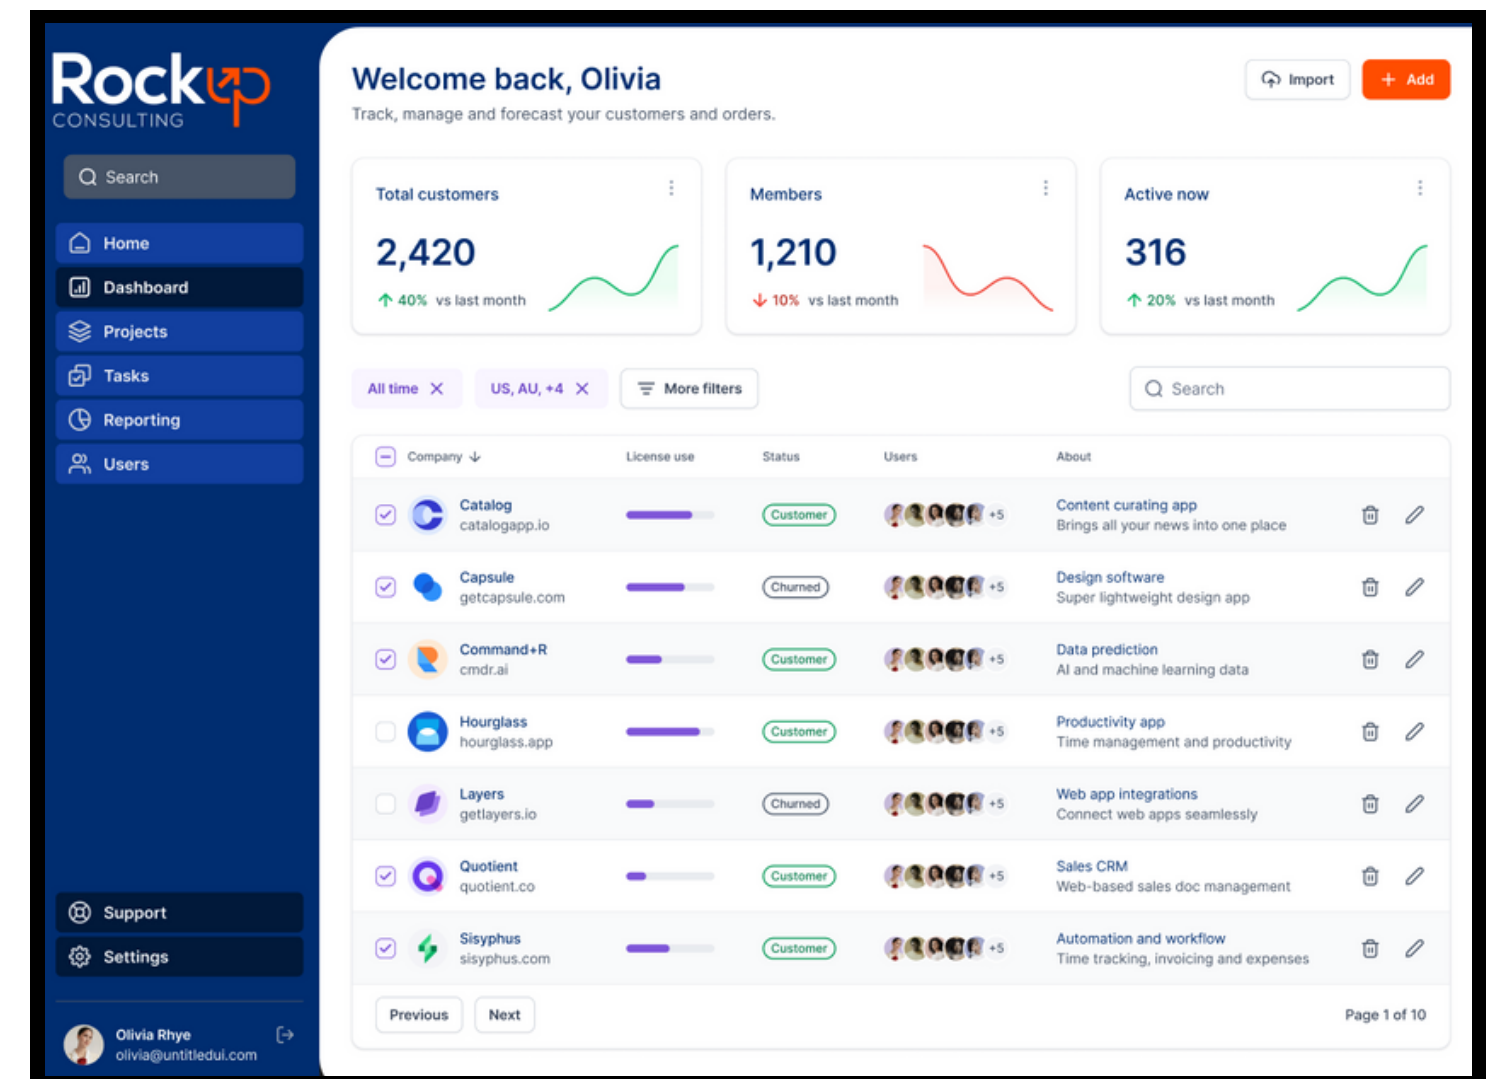 Rockup
CONSULTING
Search
Home
Dashboard
Projects
Tasks
Reporting
Users
Support
Settings
Olivia Rhye
olivia@untitledui.com
Welcome back, Olivia
Track, manage and forecast your customers and orders.
Import
+ Add
Total customers
2,420
40% vs last month
Members
1,210
10% vs last month
Active now
316
20% vs last month
All time
US, AU, +4
More filters
Search
Company License use Status Users About
Catalog
catalogapp.io
Customer
+5
Content curating app
Brings all your news into one place
Capsule
getcapsule.com
Churned
+5
Design software
Super lightweight design app
Command+R
cmdr.ai
Customer
+5
Data prediction
AI and machine learning data
Hourglass
hourglass.app
Customer
+5
Productivity app
Time management and productivity
Layers
getlayers.io
Churned
+5
Web app integrations
Connect web apps seamlessly
Quotient
quotient.co
Customer
+5
Sales CRM
Web-based sales doc management
Sisyphus
sisyphus.com
Customer
+5
Automation and workflow
Time tracking, invoicing and expenses
Previous
Next
Page 1 of 10